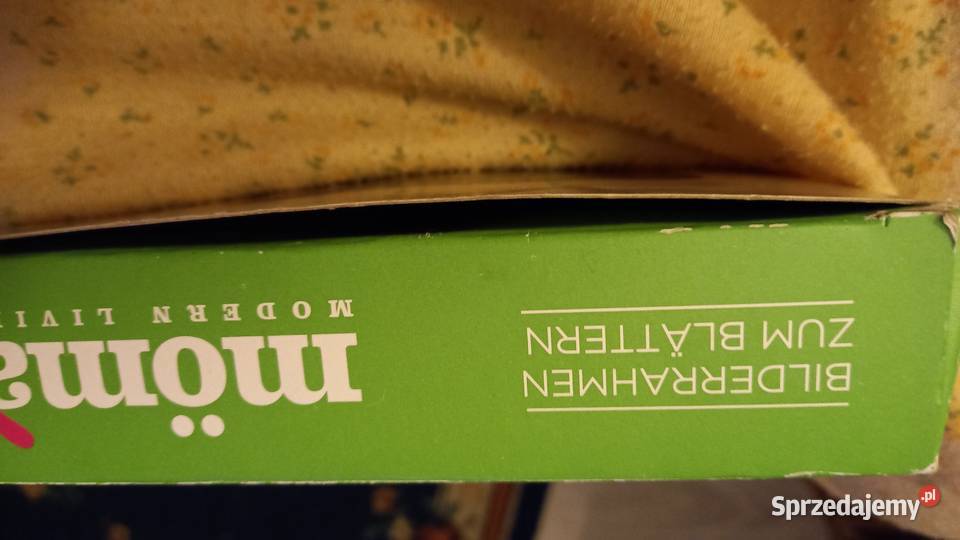 BILDERRAHMEN
ZUM BLÄTTERN
möma
MODERN LIVI
Sprzedajemy.pl